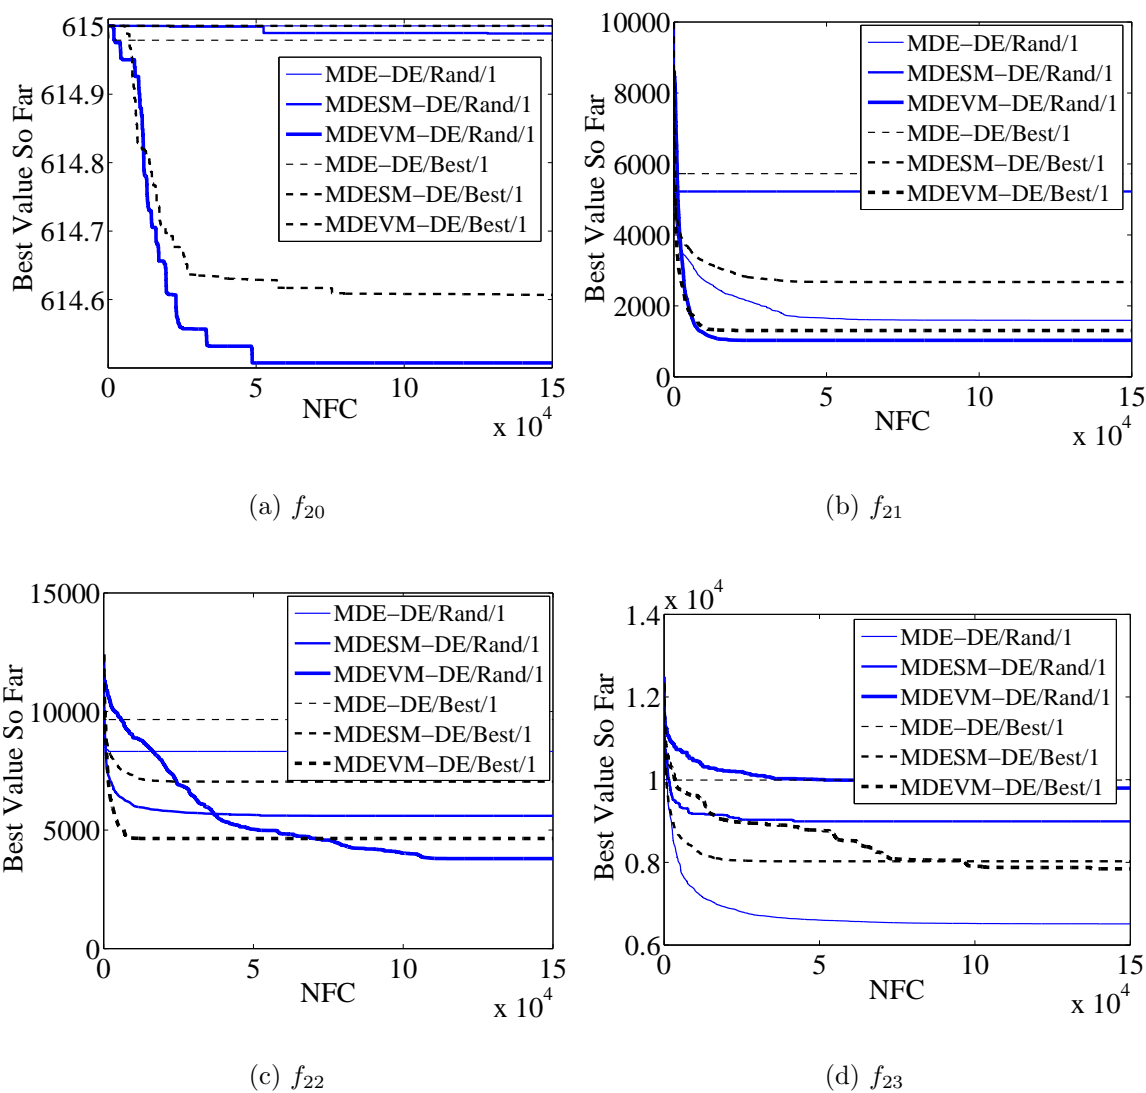 615
614.9
614.8
614.7
614.6
Best Value So Far
MDE−DE/Rand/1
MDESM−DE/Rand/1
MDEVM−DE/Rand/1
MDE−DE/Best/1
MDESM−DE/Best/1
MDEVM−DE/Best/1
0 5 10 15
NFC
x 10^4
(a) f_20
10000
8000
6000
4000
2000
0
Best Value So Far
MDE−DE/Rand/1
MDESM−DE/Rand/1
MDEVM−DE/Rand/1
MDE−DE/Best/1
MDESM−DE/Best/1
MDEVM−DE/Best/1
0 5 10 15
NFC
x 10^4
(b) f_21
15000
10000
5000
0
Best Value So Far
MDE−DE/Rand/1
MDESM−DE/Rand/1
MDEVM−DE/Rand/1
MDE−DE/Best/1
MDESM−DE/Best/1
MDEVM−DE/Best/1
0 5 10 15
NFC
x 10^4
(c) f_22
x 10^4
1.4
1.2
1
0.8
0.6
Best Value So Far
MDE−DE/Rand/1
MDESM−DE/Rand/1
MDEVM−DE/Rand/1
MDE−DE/Best/1
MDESM−DE/Best/1
MDEVM−DE/Best/1
0 5 10 15
NFC
x 10^4
(d) f_23